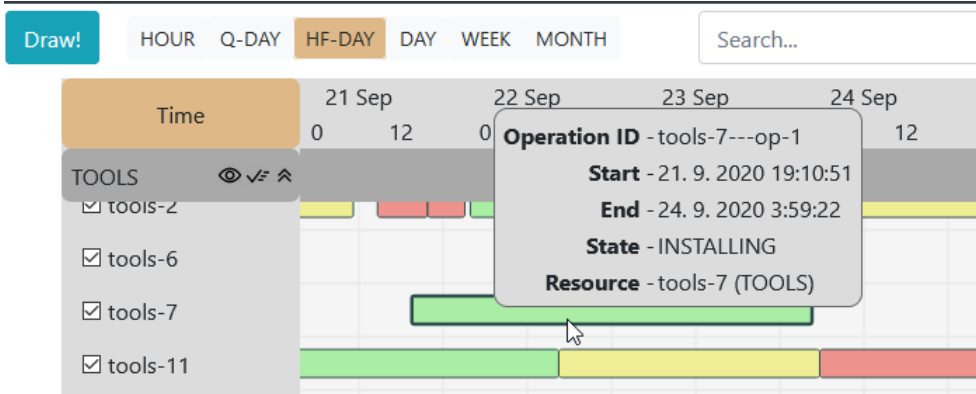 Draw! HOUR Q-DAY HF-DAY DAY WEEK MONTH Search...
Time
21 Sep 22 Sep 23 Sep 24 Sep
0 12 0 12
TOOLS
tools-2
tools-6
tools-7
tools-11
Operation ID - tools-7---op-1
Start - 21. 9. 2020 19:10:51
End - 24. 9. 2020 3:59:22
State - INSTALLING
Resource - tools-7 (TOOLS)